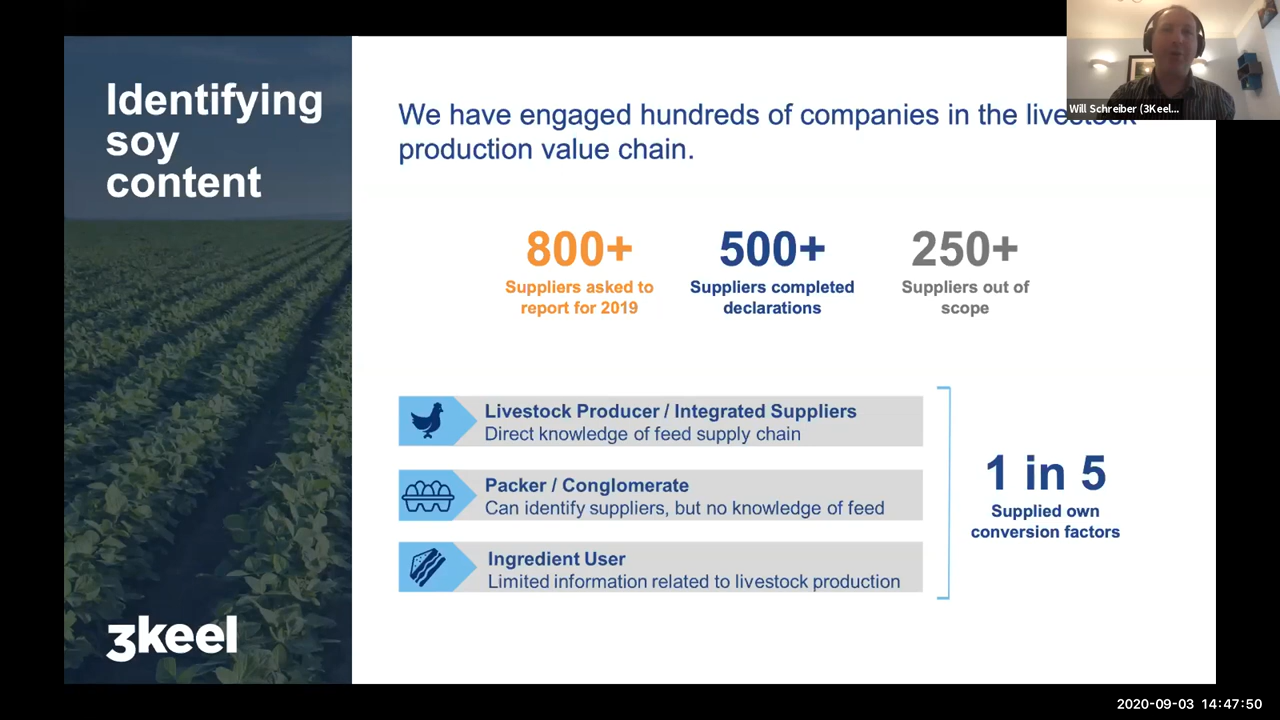 Identifying
soy
content
We have engaged hundreds of companies in the livestock
production value chain.
Will Schreiber (3Keel...
800+
Suppliers asked to
report for 2019
500+
Suppliers completed
declarations
250+
Suppliers out of
scope
Livestock Producer / Integrated Suppliers
Direct knowledge of feed supply chain
Packer / Conglomerate
Can identify suppliers, but no knowledge of feed
Ingredient User
Limited information related to livestock production
1 in 5
Supplied own
conversion factors
3keel
2020-09-03 14:47:50